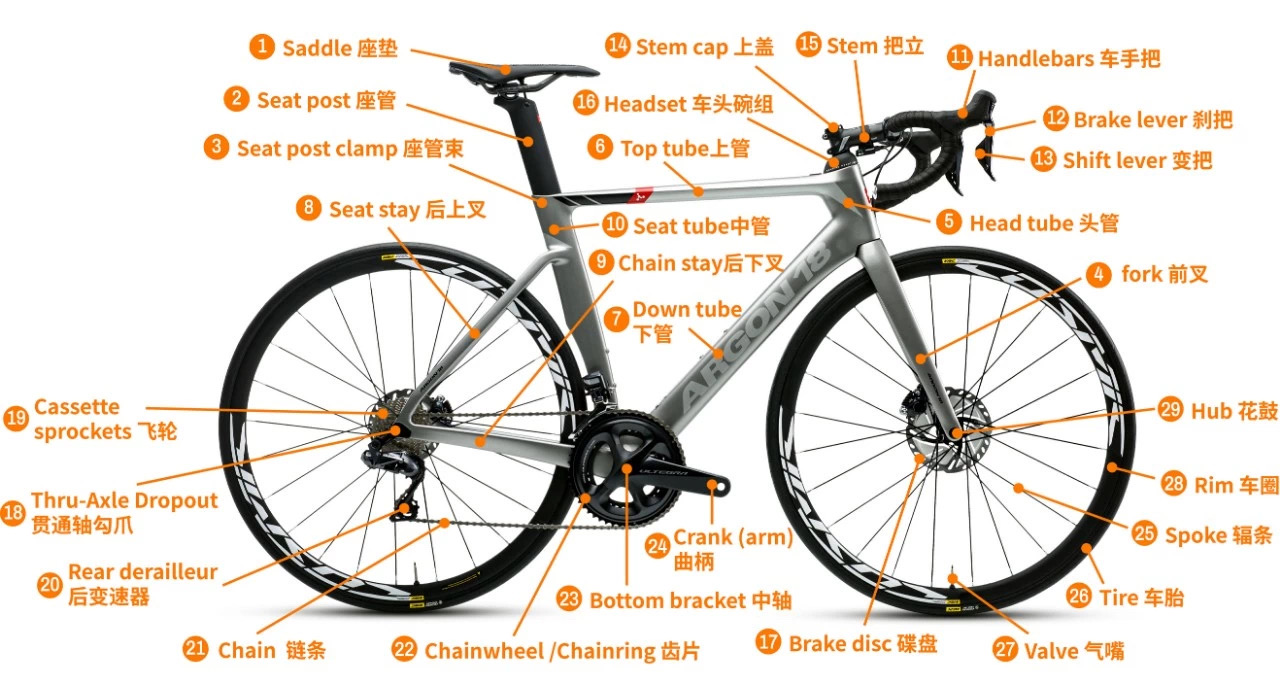 1 Saddle 座垫
2 Seat post 座管
3 Seat post clamp 座管束
14 Stem cap 上盖
15 Stem 把立
11 Handlebars 车手把
16 Headset 车头碗组
12 Brake lever 刹把
6 Top tube上管
13 Shift lever 变把
8 Seat stay 后上叉
10 Seat tube中管
5 Head tube 头管
9 Chain stay后下叉
4 fork 前叉
7 Down tube
下管
ARGON 18
19 Cassette
sprockets 飞轮
29 Hub 花鼓
ULTEGRA
28 Rim 车圈
18 Thru-Axle Dropout
贯通轴勾爪
24 Crank (arm)
曲柄
25 Spoke 辐条
20 Rear derailleur
后变速器
23 Bottom bracket 中轴
26 Tire 车胎
21 Chain 链条
22 Chainwheel /Chainring 齿片
17 Brake disc 碟盘
27 Valve 气嘴